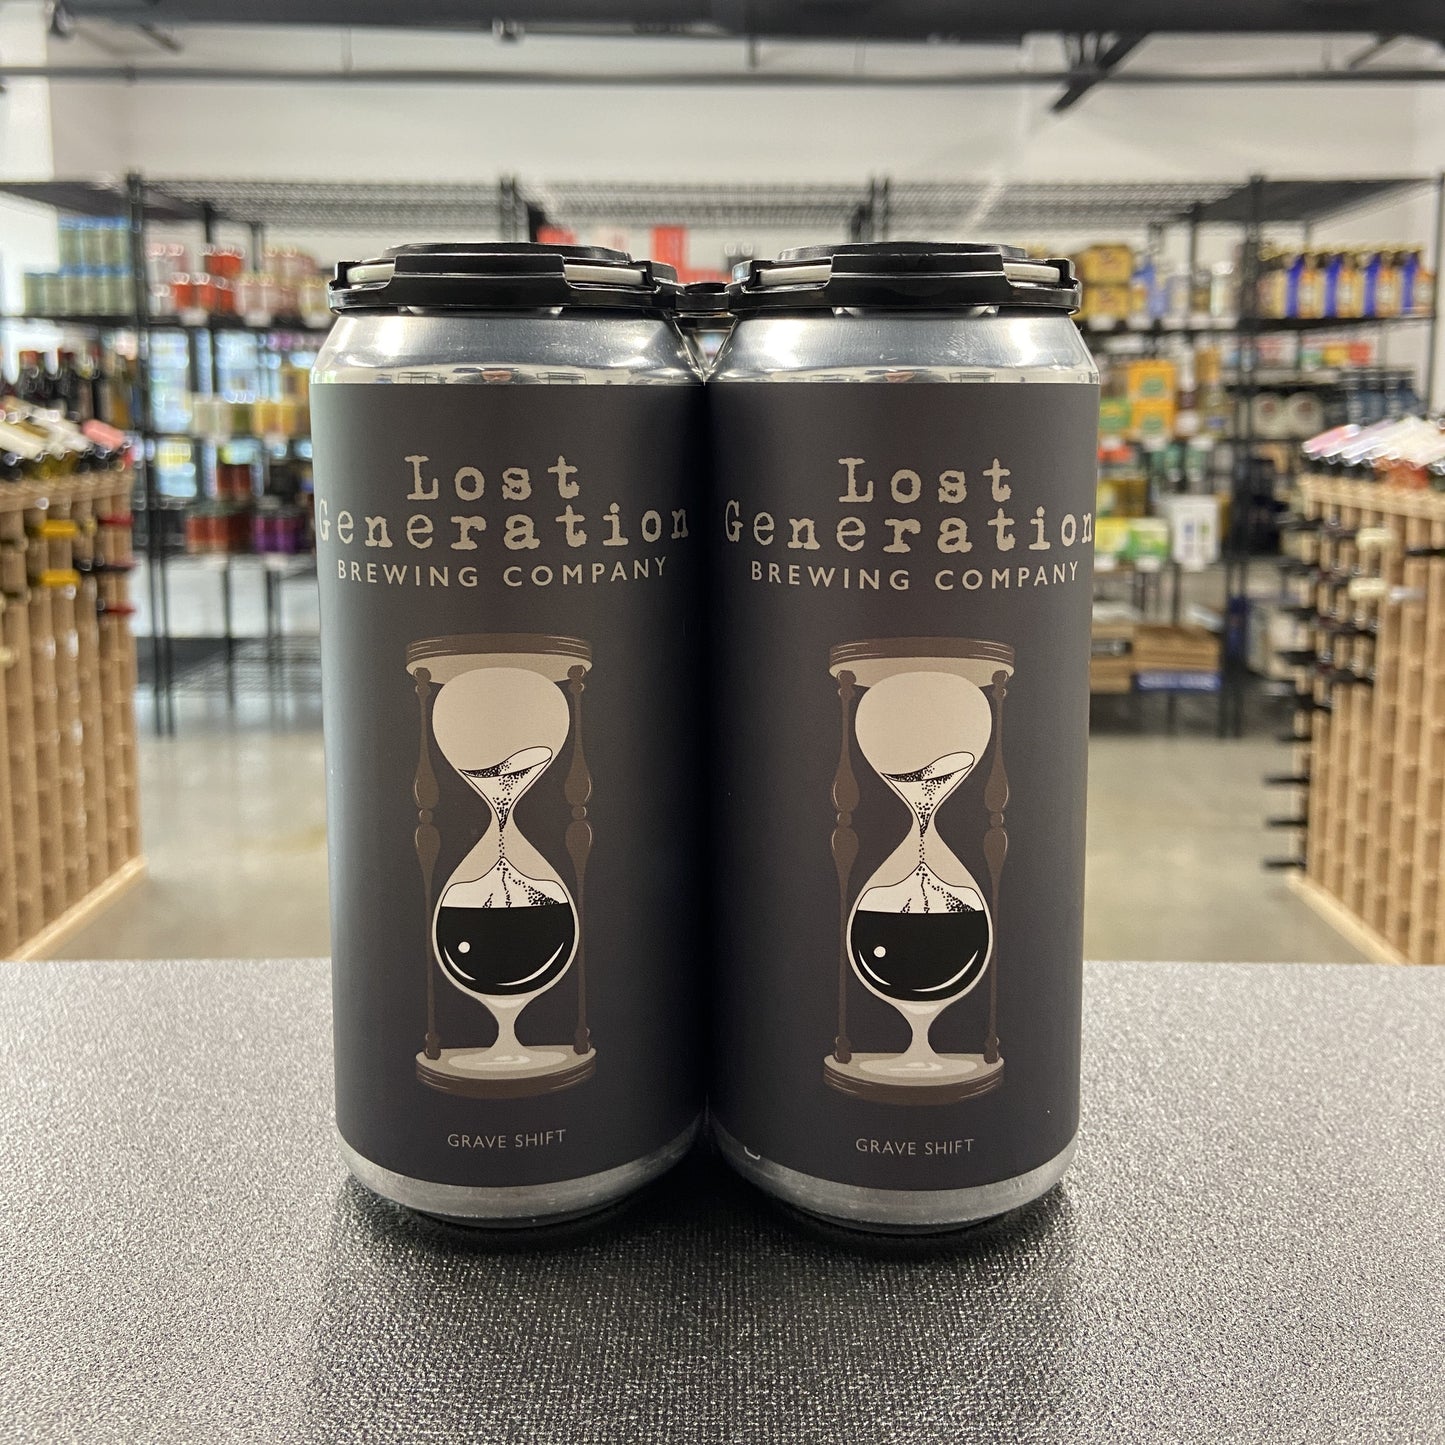 Lost
Generation
BREWING COMPANY
GRAVE SHIFT
Lost
Generation
BREWING COMPANY
GRAVE SHIFT